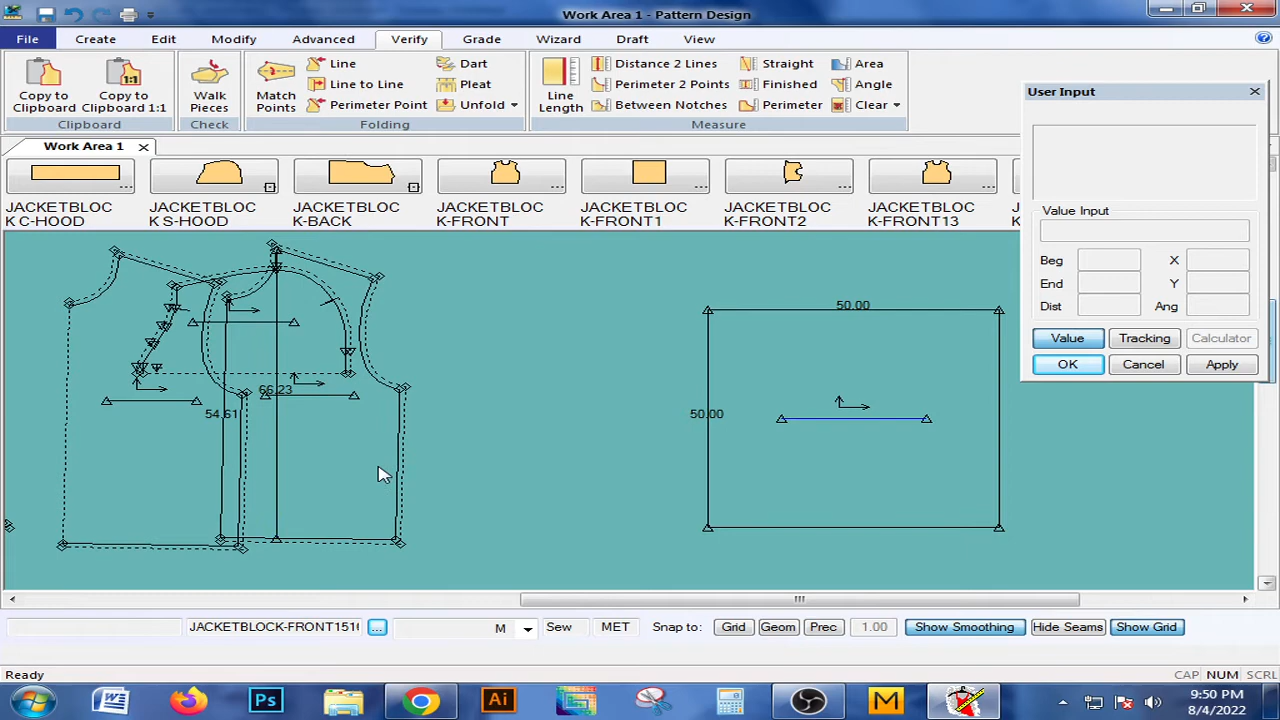 Work Area 1 - Pattern Design
File Create Edit Modify Advanced Verify Grade Wizard Draft View
Copy to Clipboard
Copy to Clipboard 1:1
Clipboard
Walk Pieces
Check
Match Points
Line
Line to Line
Perimeter Point
Dart
Pleat
Unfold
Folding
Line Length
Distance 2 Lines
Perimeter 2 Points
Between Notches
Straight
Finished
Perimeter
Area
Angle
Clear
Measure
Work Area 1
JACKETBLOC
K C-HOOD
JACKETBLOC
K S-HOOD
JACKETBLOC
K-BACK
JACKETBLOC
K-FRONT
JACKETBLOC
K-FRONT1
JACKETBLOC
K-FRONT2
JACKETBLOC
K-FRONT13
User Input
Value Input
Beg X
End Y
Dist Ang
Value Tracking Calculator
OK Cancel Apply
66.23
54.61
50.00
50.00
JACKETBLOCK-FRONT151 M Sew MET Snap to: Grid Geom Prec 1.00 Show Smoothing Hide Seams Show Grid
Ready CAP NUM SCRL
W Ps Ai M
9:50 PM
8/4/2022